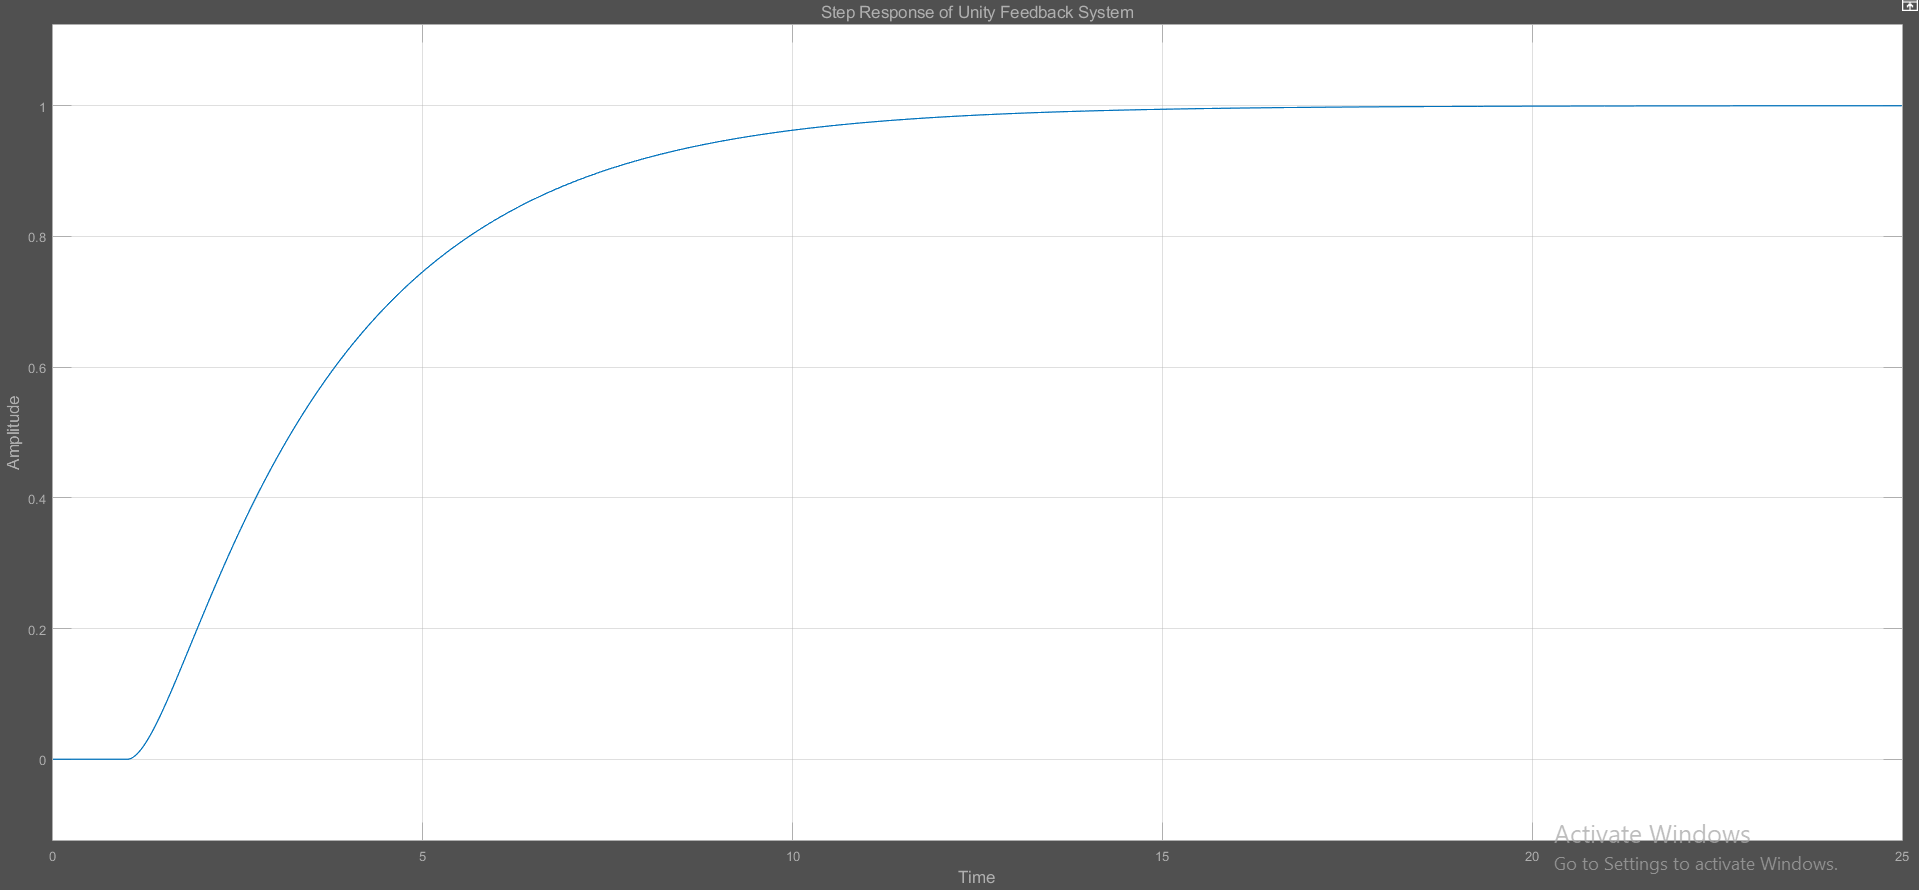 Step Response of Unity Feedback System
1
0.8
0.6
0.4
0.2
0
Amplitude
0 5 10 15 20 25
Time
Activate Windows
Go to Settings to activate Windows.